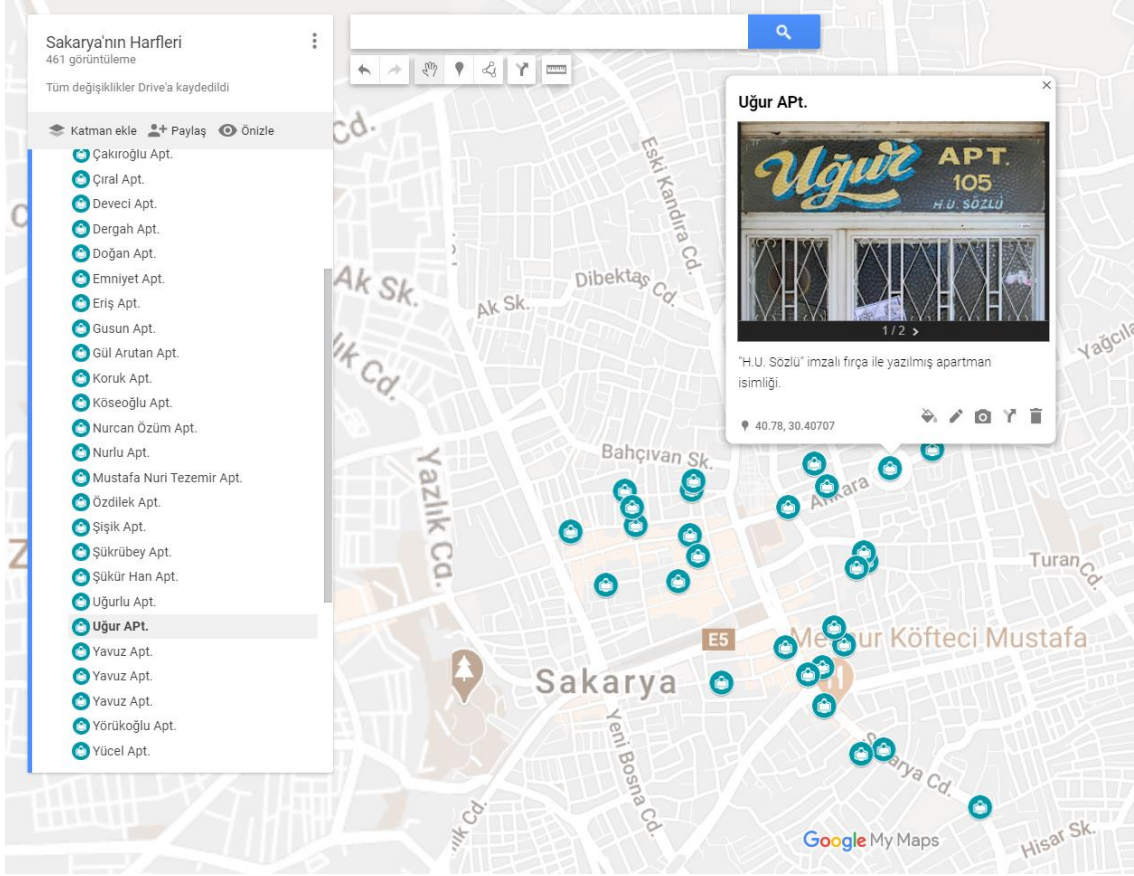 Sakarya'nın Harfleri
461 görüntüleme
Tüm değişiklikler Drive'a kaydedildi
Katman ekle Paylaş Önizle
Çakıroğlu Apt.
Çıral Apt.
Deveci Apt.
Dergah Apt.
Doğan Apt.
Emniyet Apt.
Eriş Apt.
Gusun Apt.
Gül Arutan Apt.
Koruk Apt.
Köseoğlu Apt.
Nurcan Özüm Apt.
Nurlu Apt.
Mustafa Nuri Tezemir Apt.
Özdilek Apt.
Şişik Apt.
Şükrübey Apt.
Şükür Han Apt.
Uğurlu Apt.
Uğur APt.
Yavuz Apt.
Yavuz Apt.
Yavuz Apt.
Yörükoğlu Apt.
Yücel Apt.
Uğur APt.
Uğur APT.
105
H.U. SÖZLÜ
1 / 2
"H.U. Sözlü" imzalı fırça ile yazılmış apartman
isimliği.
40.78, 30.40707
Cd.
Eski Kandıra Cd.
Ak Sk.
Ak Sk.
Dibektaş Cd.
Cd.
Bahçıvan Sk.
Yazlık Cd.
Ankara
Turan Cd.
E5
Köfteci Mustafa
Sakarya
Yeni Bosna Cd.
Cd.
Cd.
Hisar Sk.
Google My Maps